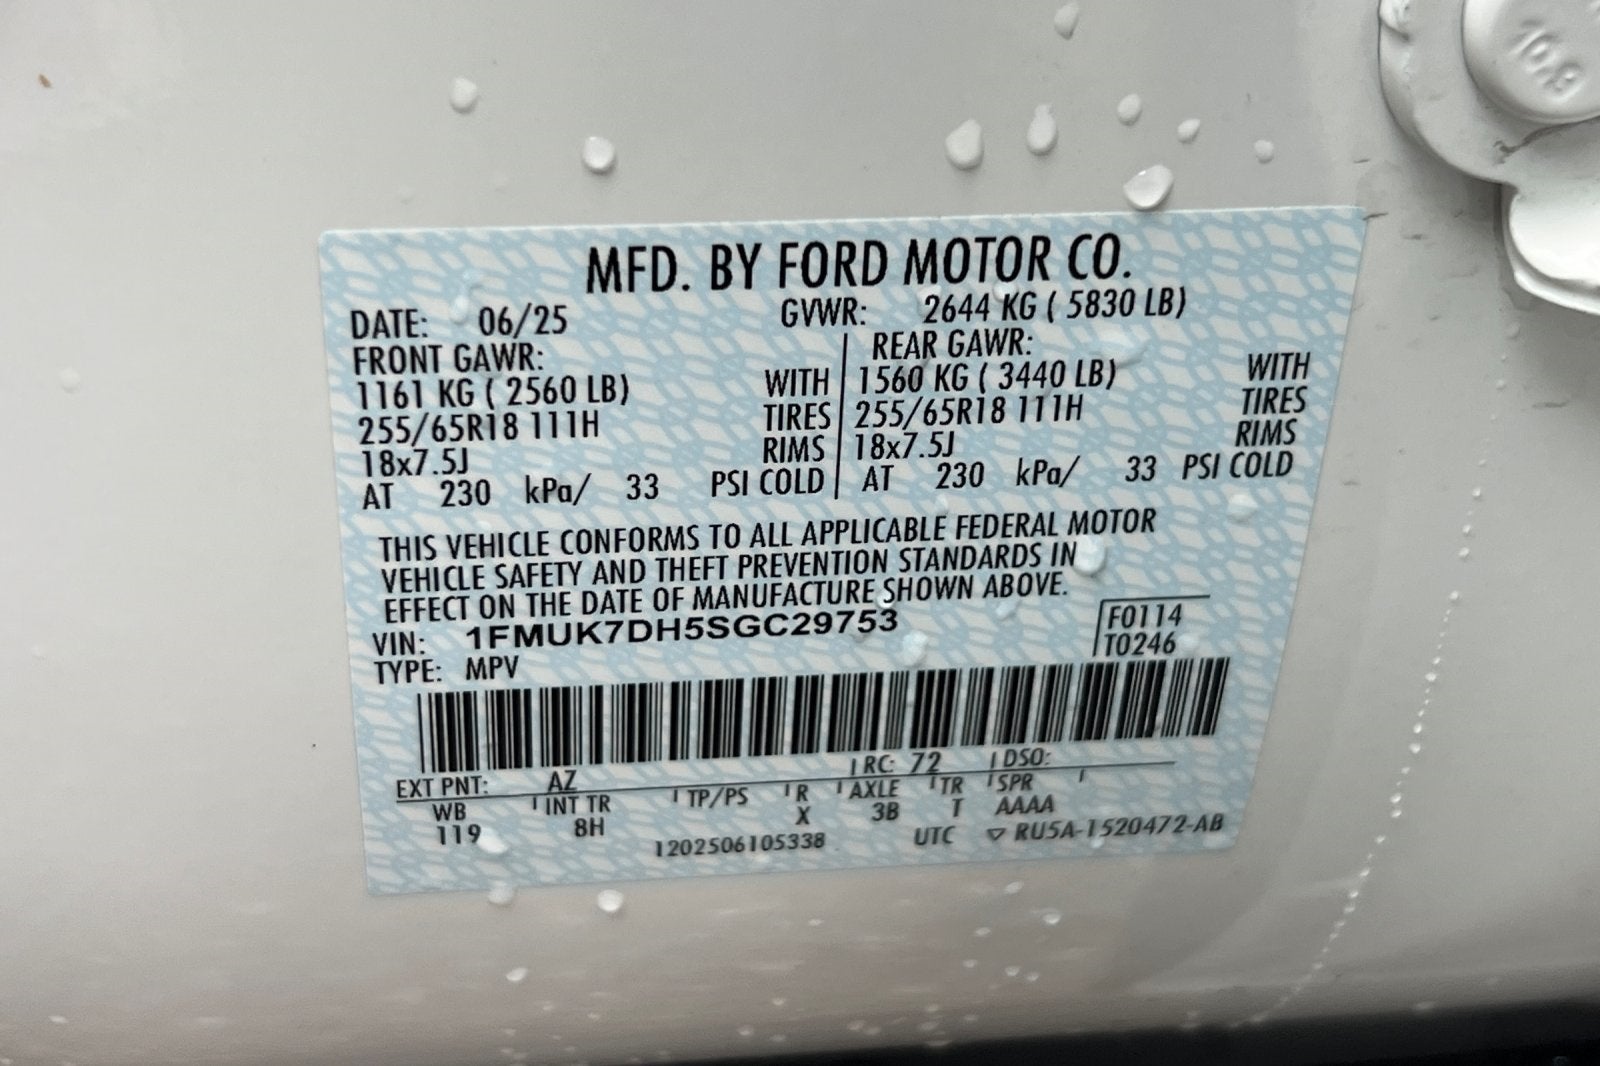 10.9
MFD. BY FORD MOTOR CO.
DATE: 06/25 GVWR: 2644 KG ( 5830 LB)
FRONT GAWR: REAR GAWR:
1161 KG ( 2560 LB) WITH 1560 KG ( 3440 LB) WITH
255/65R18 111H TIRES 255/65R18 111H TIRES
18x7.5J RIMS 18x7.5J RIMS
AT 230 kPa/ 33 PSI COLD AT 230 kPa/ 33 PSI COLD
THIS VEHICLE CONFORMS TO ALL APPLICABLE FEDERAL MOTOR
VEHICLE SAFETY AND THEFT PREVENTION STANDARDS IN
EFFECT ON THE DATE OF MANUFACTURE SHOWN ABOVE.
VIN: 1FMUK7DH5SGC29753 F0114
TYPE: MPV T0246
EXT PNT: AZ RC: 72 DSO:
WB INT TR TP/PS R AXLE TR SPR
119 8H X 3B T AAAA
1202506105338 UTC ▽ RU5A-1520472-AB